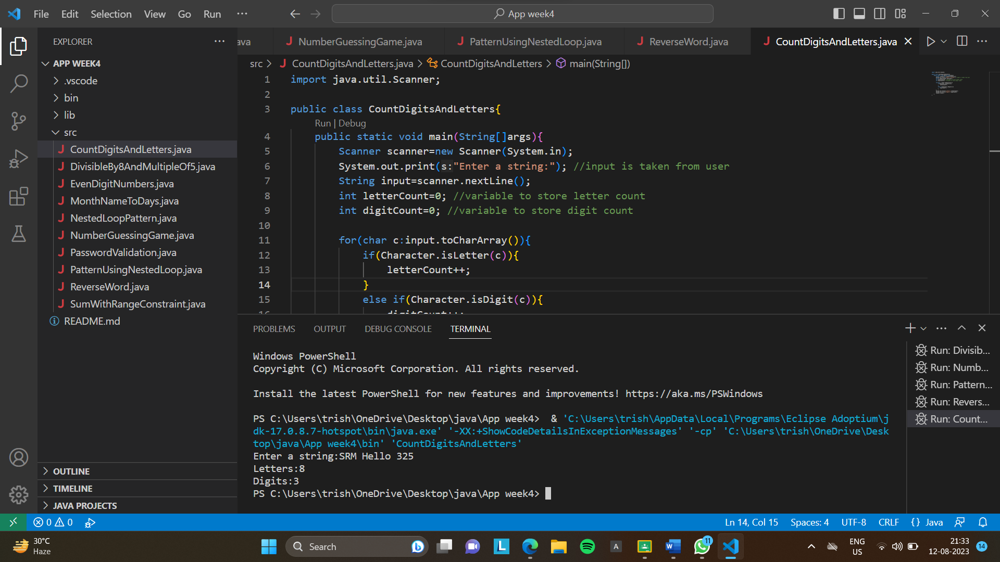 File Edit Selection View Go Run ··· App week4
EXPLORER ···
APP WEEK4
.vscode
bin
lib
src
CountDigitsAndLetters.java
DivisibleBy8AndMultipleOf5.java
EvenDigitNumbers.java
MonthNameToDays.java
NestedLoopPattern.java
NumberGuessingGame.java
PasswordValidation.java
PatternUsingNestedLoop.java
ReverseWord.java
SumWithRangeConstraint.java
README.md
OUTLINE
TIMELINE
JAVA PROJECTS
ava NumberGuessingGame.java PatternUsingNestedLoop.java ReverseWord.java CountDigitsAndLetters.java
src > CountDigitsAndLetters.java > CountDigitsAndLetters > main(String[])
1 import java.util.Scanner;
2
3 public class CountDigitsAndLetters{
Run | Debug
4 public static void main(String[]args){
5 Scanner scanner=new Scanner(System.in);
6 System.out.print(s:"Enter a string:"); //input is taken from user
7 String input=scanner.nextLine();
8 int letterCount=0; //variable to store letter count
9 int digitCount=0; //variable to store digit count
10
11 for(char c:input.toCharArray()){
12 if(Character.isLetter(c)){
13 letterCount++;
14 }
15 else if(Character.isDigit(c)){
16 digitCount++;
PROBLEMS OUTPUT DEBUG CONSOLE TERMINAL
Windows PowerShell
Copyright (C) Microsoft Corporation. All rights reserved.
Install the latest PowerShell for new features and improvements! https://aka.ms/PSWindows
PS C:\Users\trish\OneDrive\Desktop\java\App week4>  & 'C:\Users\trish\AppData\Local\Programs\Eclipse Adoptium\j
dk-17.0.8.7-hotspot\bin\java.exe' '-XX:+ShowCodeDetailsInExceptionMessages' '-cp' 'C:\Users\trish\OneDrive\Desk
top\java\App week4\bin' 'CountDigitsAndLetters'
Enter a string:SRM Hello 325
Letters:8
Digits:3
PS C:\Users\trish\OneDrive\Desktop\java\App week4>
Run: Divisib...
Run: Numb...
Run: Pattern...
Run: Revers...
Run: Count...
0 0 Ln 14, Col 15 Spaces: 4 UTF-8 CRLF {} Java
30°C
Haze
Search
L
A
W
11
ENG
US
21:33
12-08-2023
14